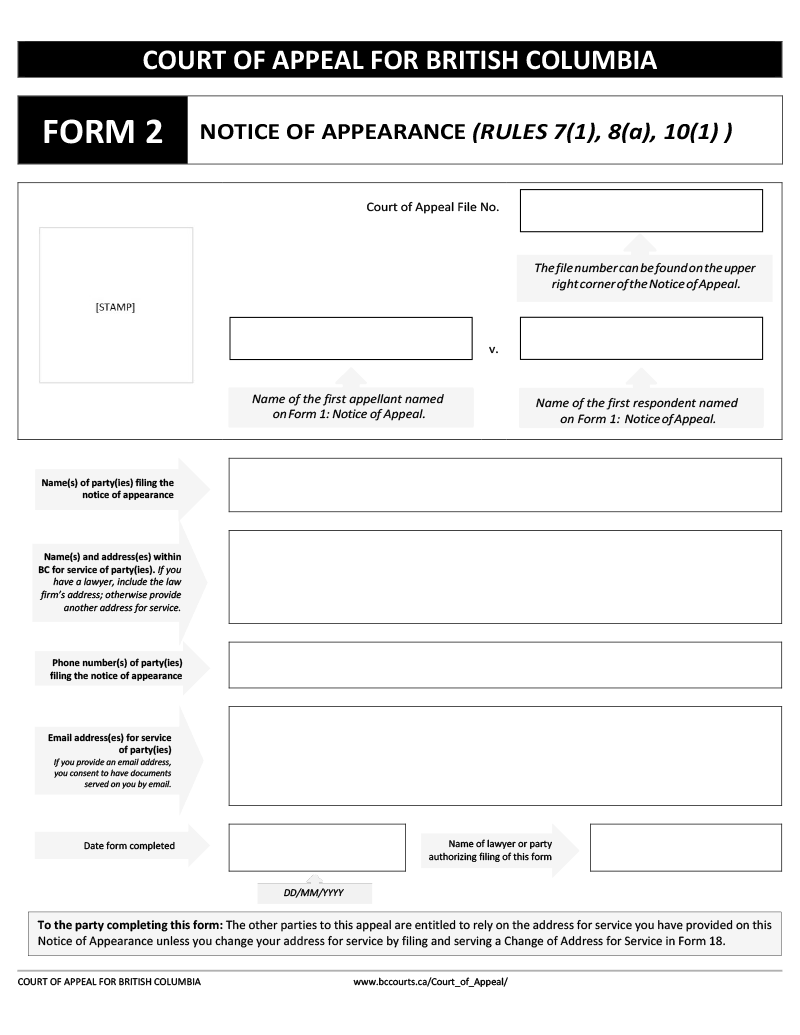 COURT OF APPEAL FOR BRITISH COLUMBIA
FORM 2
NOTICE OF APPEARANCE (RULES 7(1), 8(a), 10(1) )
Court of Appeal File No.
The file number can be found on the upper
right corner of the Notice of Appeal.
[STAMP]
v.
Name of the first appellant named
on Form 1: Notice of Appeal.
Name of the first respondent named
on Form 1: Notice of Appeal.
Name(s) of party(ies) filing the
notice of appearance
Name(s) and address(es) within
BC for service of party(ies). If you
have a lawyer, include the law
firm's address; otherwise provide
another address for service.
Phone number(s) of party(ies)
filing the notice of appearance
Email address(es) for service
of party(ies)
If you provide an email address,
you consent to have documents
served on you by email.
Date form completed
Name of lawyer or party
authorizing filing of this form
DD/MM/YYYY
To the party completing this form: The other parties to this appeal are entitled to rely on the address for service you have provided on this
Notice of Appearance unless you change your address for service by filing and serving a Change of Address for Service in Form 18.
COURT OF APPEAL FOR BRITISH COLUMBIA
www.bccourts.ca/Court_of_Appeal/